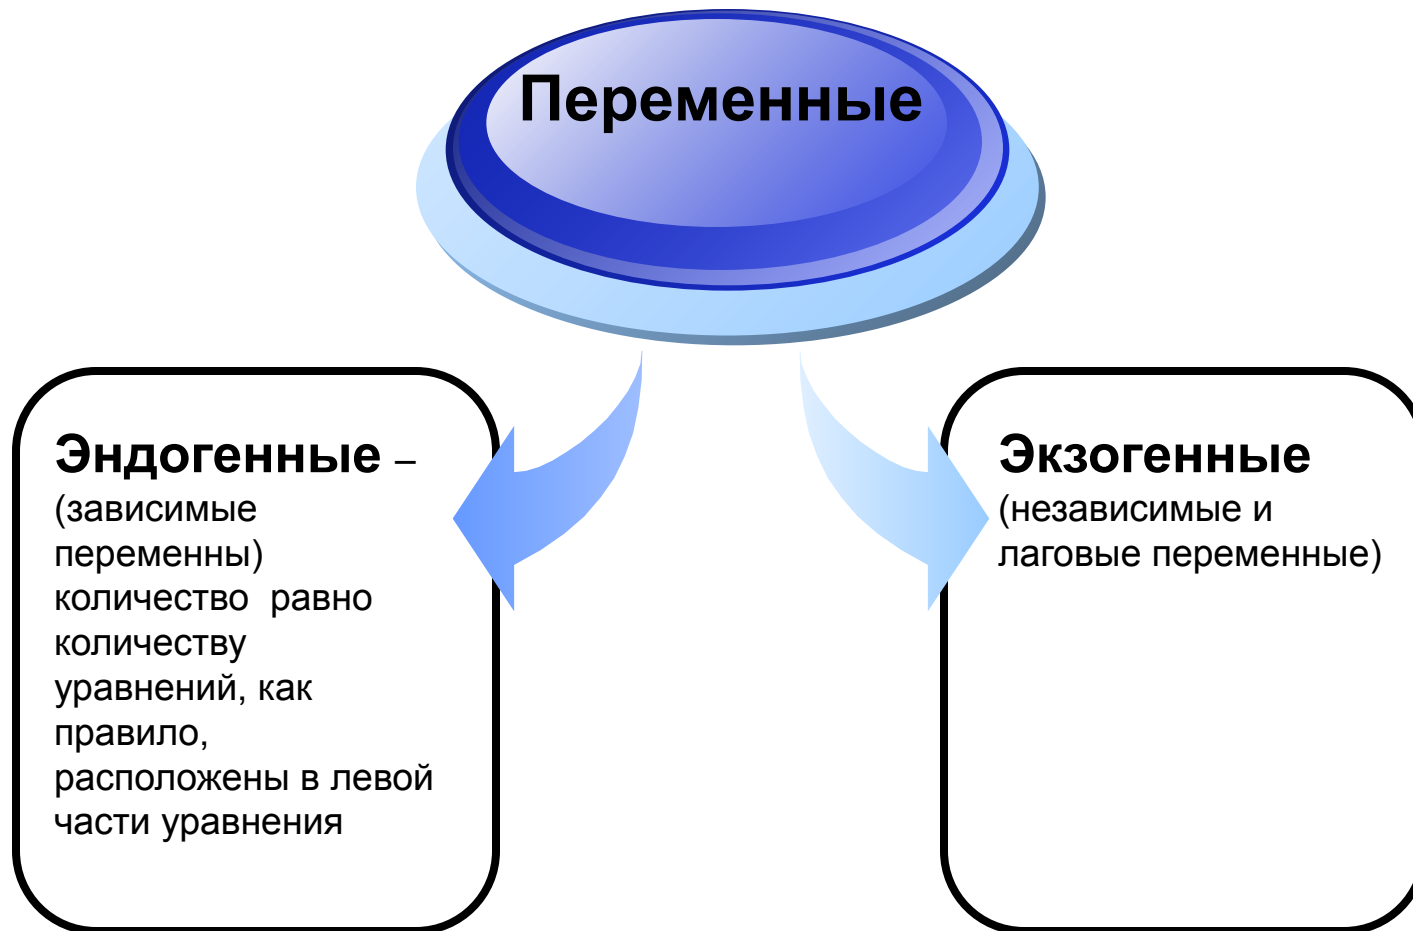 Переменные
Эндогенные –
(зависимые
переменны)
количество  равно
количеству
уравнений, как
правило,
расположены в левой
части уравнения
Экзогенные
(независимые и
лаговые переменные)